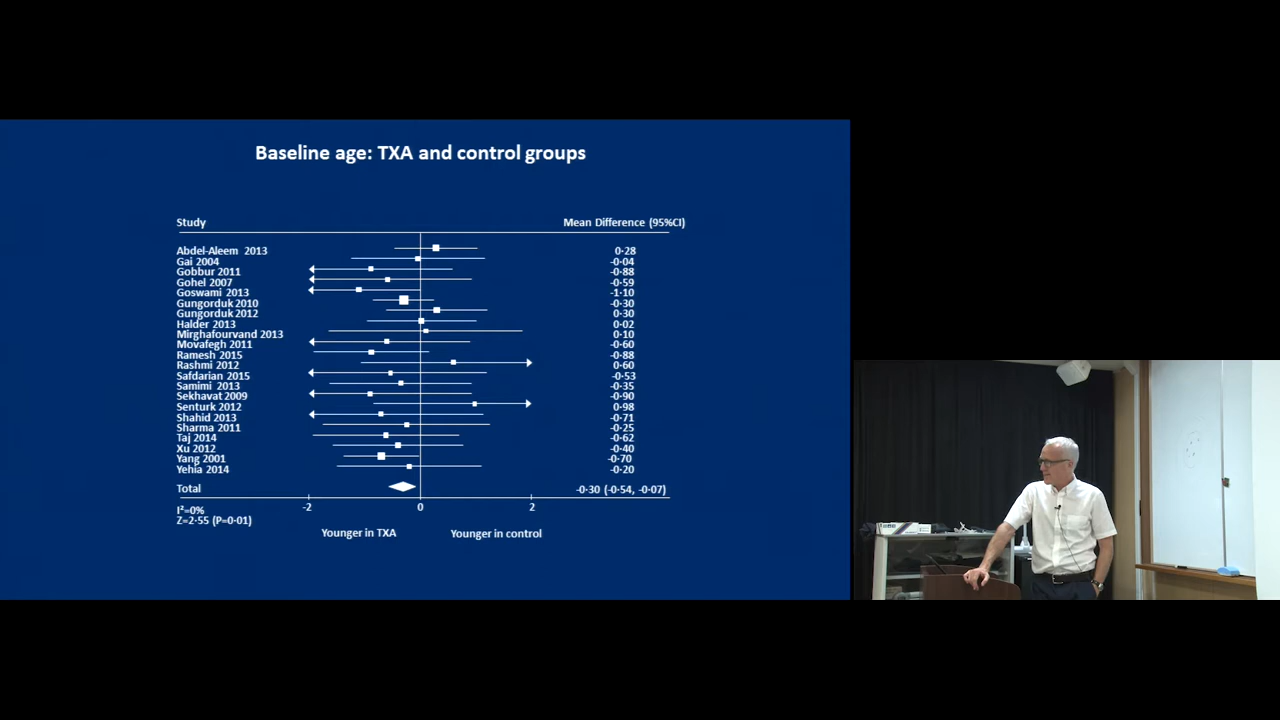 Baseline age: TXA and control groups
Study Mean Difference (95%CI)
Abdel-Aleem 2013 0·28
Gai 2004 -0·04
Gobbur 2011 -0·88
Gohel 2007 -0·59
Goswami 2013 -1·10
Gungorduk 2010 -0·30
Gungorduk 2012 0·30
Halder 2013 0·02
Mirghafourvand 2013 0·10
Movafegh 2011 -0·60
Ramesh 2015 -0·88
Rashmi 2012 0·60
Safdarian 2015 -0·53
Samimi 2013 -0·35
Sekhavat 2009 -0·90
Senturk 2012 0·98
Shahid 2013 -0·71
Sharma 2011 -0·25
Taj 2014 -0·62
Xu 2012 -0·40
Yang 2001 -0·70
Yehia 2014 -0·20
Total -0·30 (-0·54, -0·07)
-2 0 2
I²=0%
Z=2·55 (P=0·01)
Younger in TXA Younger in control